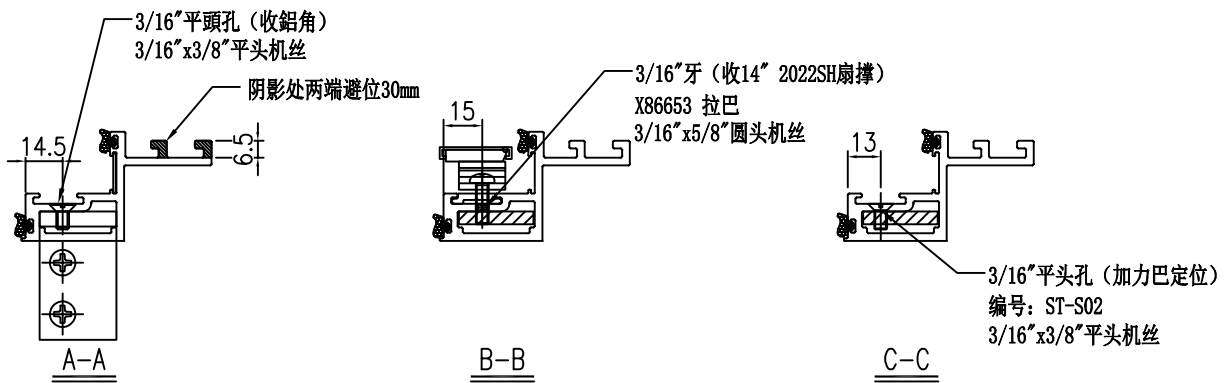 3/16"平頭孔（收鋁角）
3/16"x3/8"平头机丝
阴影处两端避位30mm
14.5
6.5
A-A
3/16"牙（收14" 2022SH扇撑）
X86653 拉巴
3/16"x5/8"圆头机丝
15
B-B
13
3/16"平头孔（加力巴定位）
编号：ST-S02
3/16"x3/8"平头机丝
C-C